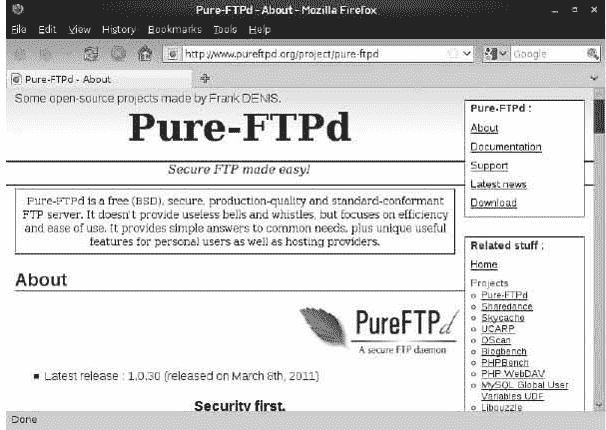 Pure-FTPd - About - Mozilla Firefox
File Edit View History Bookmarks Tools Help
http://www.pureftpd.org/project/pure-ftpd
Google
Pure-FTPd - About
Some open-source projects made by Frank DENIS.
Pure-FTPd
Secure FTP made easy!
Pure-FTPd is a free (BSD), secure, production-quality and standard-conformant
FTP server. It doesn't provide useless bells and whistles, but focuses on efficiency
and ease of use. It provides simple answers to common needs, plus unique useful
features for personal users as well as hosting providers.
About
PureFTPd
A secure FTP daemon
Latest release : 1.0.30 (released on March 8th, 2011)
Security first.
Pure-FTPd :
About
Documentation
Support
Latest news
Download
Related stuff :
Home
Projects
Pure-FTPd
Sharedance
Skycache
UCARP
OScan
Blogbench
PHPBench
PHP WebDAV
MySQL Global User
Variables UDF
Libpuzzle
Done